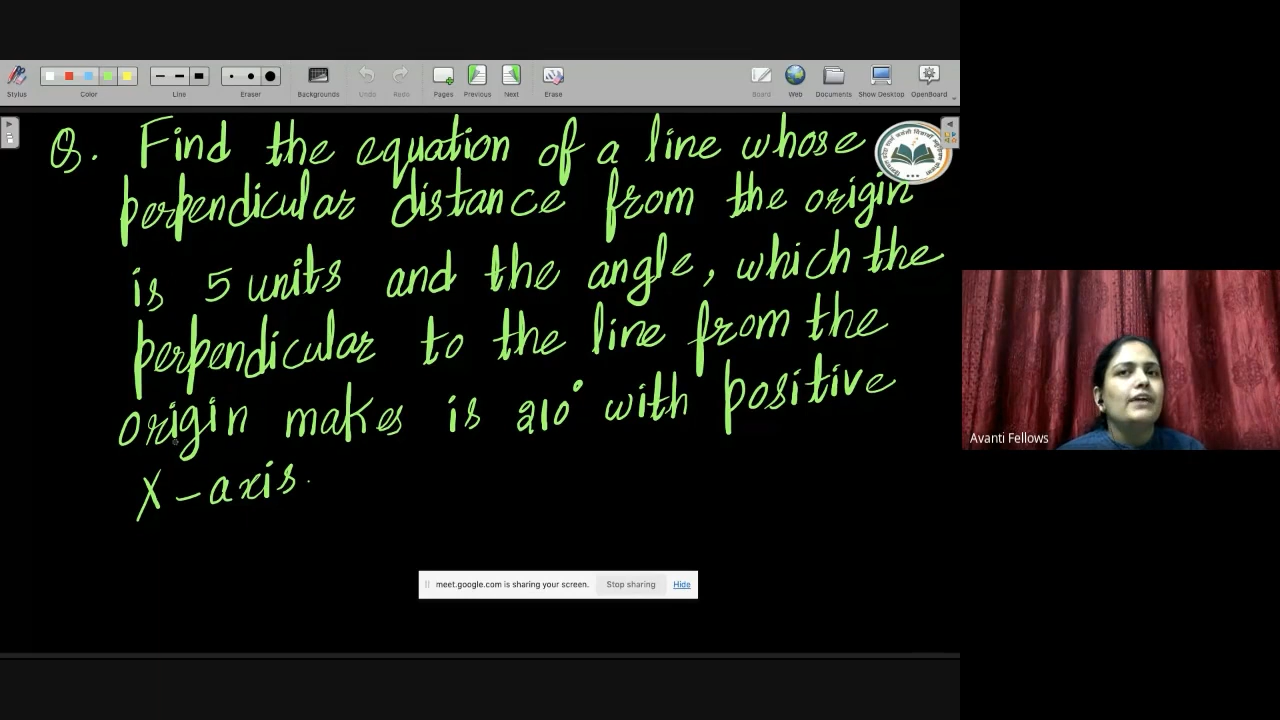 Stylus
Color
Line
Eraser
Backgrounds
Undo
Redo
Pages
Previous
Next
Erase
Board
Web
Documents
Show Desktop
OpenBoard
Q. Find the equation of a line whose
perpendicular distance from the origin
is 5 units and the angle, which the
perpendicular to the line from the
origin makes is 210° with positive
X-axis.
Avanti Fellows
meet.google.com is sharing your screen. Stop sharing Hide